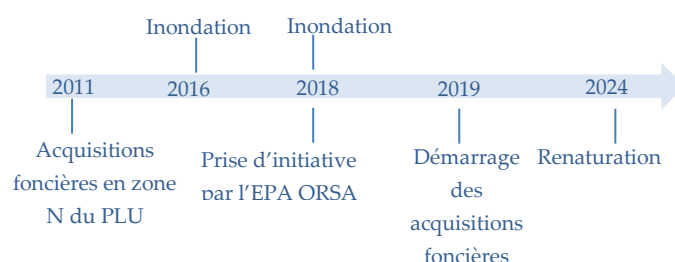 Inondation
Inondation
2011
2016
2018
2019
2024
Acquisitions
foncières en zone
N du PLU
Prise d'initiative
par l'EPA ORSA
Démarrage
des
acquisitions
foncières
Renaturation